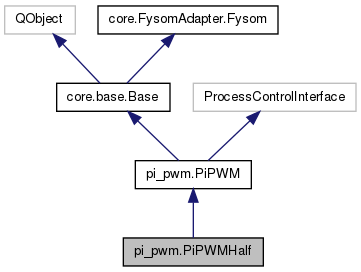 QObject
core.FysomAdapter.Fysom
core.base.Base
ProcessControlInterface
pi_pwm.PiPWM
pi_pwm.PiPWMHalf